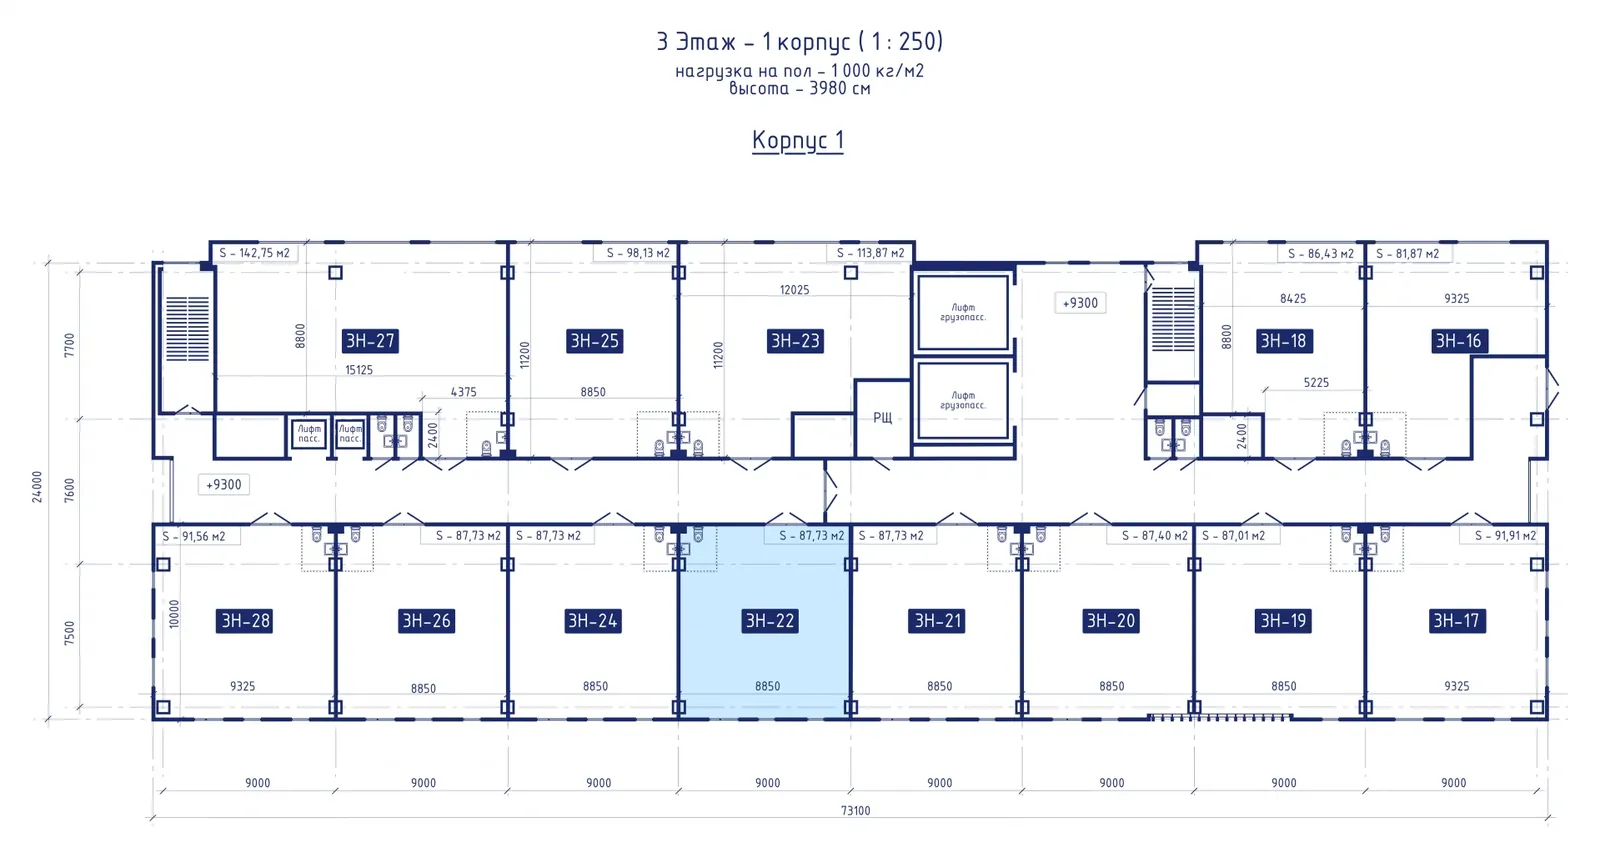 3 Этаж - 1 корпус ( 1 : 250)
нагрузка на пол - 1 000 кг/м2
высота - 3980 см
Корпус 1
S - 142,75 м2
S - 98,13 м2
S - 113,87 м2
S - 86,43 м2
S - 81,87 м2
12025
Лифт
грузопасс.
+9300
8425
9325
7700
8800
3Н-27
11200
3Н-25
11200
3Н-23
8800
3Н-18
3Н-16
15125
4375
8850
5225
Лифт
грузопасс.
РЩ
Лифт
пасс.
Лифт
пасс.
2400
2400
24000
7600
+9300
S - 91,56 м2
S - 87,73 м2
S - 87,73 м2
S - 87,73 м2
S - 87,73 м2
S - 87,40 м2
S - 87,01 м2
S - 91,91 м2
7500
10000
3Н-28
3Н-26
3Н-24
3Н-22
3Н-21
3Н-20
3Н-19
3Н-17
9325
8850
8850
8850
8850
8850
8850
9325
9000
9000
9000
9000
9000
9000
9000
9000
73100